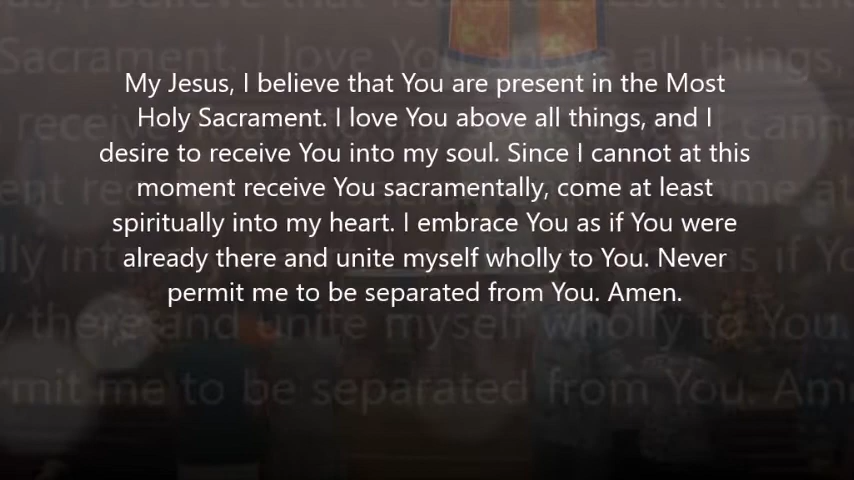 My Jesus, I believe that You are present in the Most
Holy Sacrament. I love You above all things, and I
desire to receive You into my soul. Since I cannot at this
moment receive You sacramentally, come at least
spiritually into my heart. I embrace You as if You were
already there and unite myself wholly to You. Never
permit me to be separated from You. Amen.